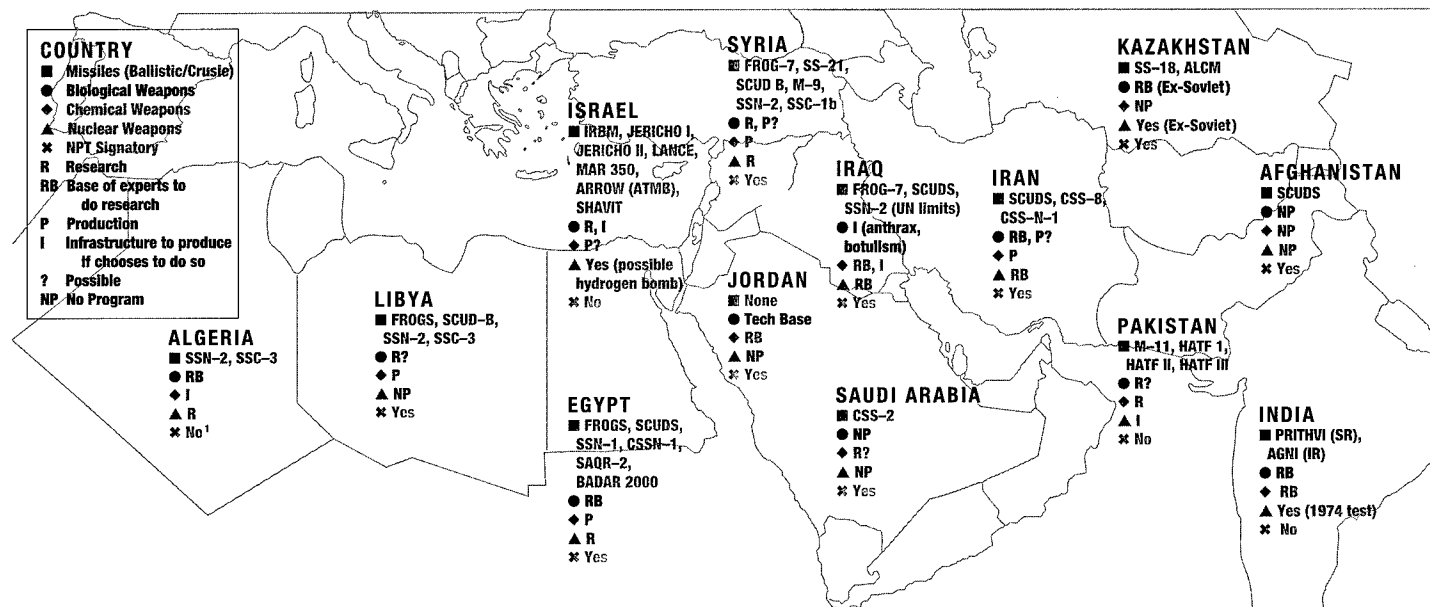 COUNTRY
■ Missiles (Ballistic/Crusie)
● Biological Weapons
◆ Chemical Weapons
▲ Nuclear Weapons
✖ NPT Signatory
R Research
RB Base of experts to
do research
P Production
I Infrastructure to produce
If chooses to do so
? Possible
NP No Program
ALGERIA
■ SSN-2, SSC-3
● RB
◆ I
▲ R
✖ No¹
LIBYA
■ FROGS, SCUD-B,
SSN-2, SSC-3
● R?
◆ P
▲ NP
✖ Yes
ISRAEL
■ IRBM, JERICHO I,
JERICHO II, LANCE,
MAR 350,
ARROW (ATMB),
SHAVIT
● R, I
◆ P?
▲ Yes (possible
hydrogen bomb)
✖ No
EGYPT
■ FROGS, SCUDS,
SSN-1, CSSN-1,
SAQR-2,
BADAR 2000
● RB
◆ P
▲ R
✖ Yes
SYRIA
■ FROG-7, SS-21,
SCUD B, M-9,
SSN-2, SSC-1b
● R, P?
◆ P
▲ R
✖ Yes
JORDAN
■ None
● Tech Base
◆ RB
▲ NP
✖ Yes
IRAQ
■ FROG-7, SCUDS,
SSN-2 (UN limits)
● I (anthrax,
botulism)
◆ RB, I
▲ RB
✖ Yes
SAUDI ARABIA
■ CSS-2
● NP
◆ R?
▲ NP
✖ Yes
IRAN
■ SCUDS, CSS-8,
CSS-N-1
● RB, P?
◆ P
▲ RB
✖ Yes
KAZAKHSTAN
■ SS-18, ALCM
● RB (Ex-Soviet)
◆ NP
▲ Yes (Ex-Soviet)
✖ Yes
AFGHANISTAN
■ SCUDS
● NP
◆ NP
▲ NP
✖ Yes
PAKISTAN
■ M-11, HATF 1,
HATF II, HATF III
● R?
◆ R
▲ I
✖ No
INDIA
■ PRITHVI (SR),
AGNI (IR)
● RB
◆ RB
▲ Yes (1974 test)
✖ No